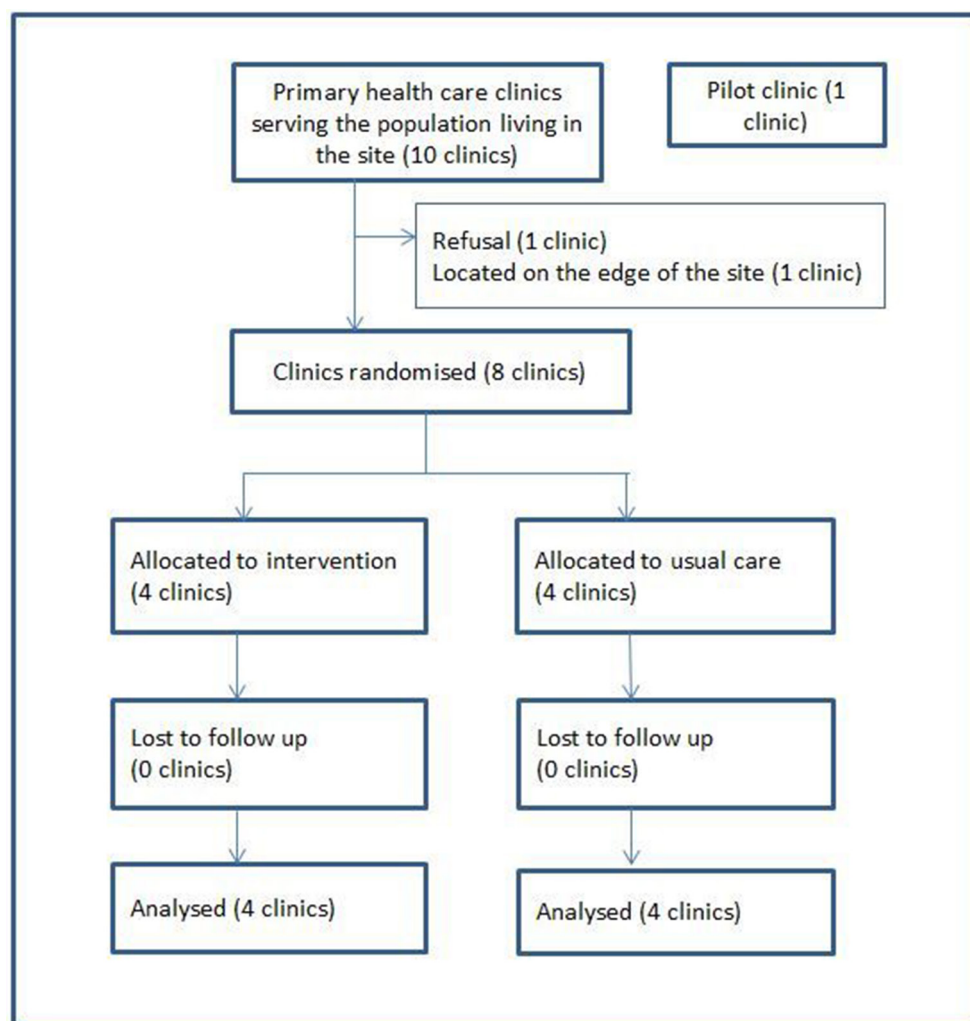 Primary health care clinics
serving the population living in
the site (10 clinics)
Pilot clinic (1
clinic)
Refusal (1 clinic)
Located on the edge of the site (1 clinic)
Clinics randomised (8 clinics)
Allocated to intervention
(4 clinics)
Allocated to usual care
(4 clinics)
Lost to follow up
(0 clinics)
Lost to follow up
(0 clinics)
Analysed (4 clinics)
Analysed (4 clinics)